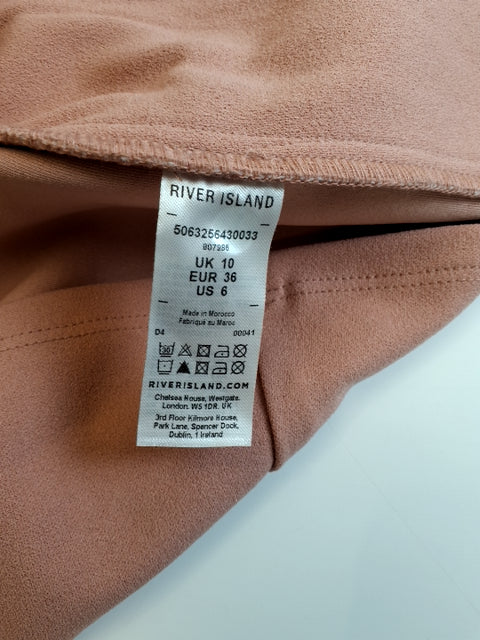 RIVER ISLAND
5063256430033
807986
UK 10
EUR 36
US 6
Made in Morocco
Fabriqué au Maroc
D4 00041
30
RIVERISLAND.COM
Chelsea House, Westgate,
London. W5 1DR. UK
3rd Floor Kilmore House,
Park Lane, Spencer Dock,
Dublin, 1 Ireland